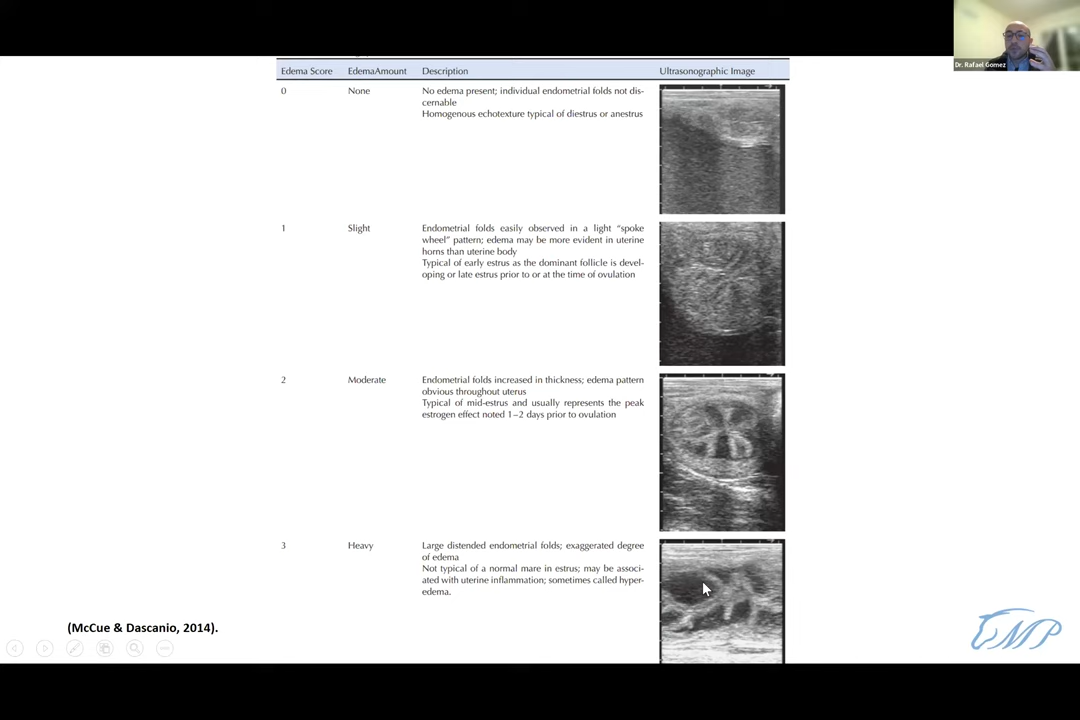 Dr. Rafael Gomez
Edema Score EdemaAmount Description Ultrasonographic Image
0 None No edema present; individual endometrial folds not dis-
cernable
Homogenous echotexture typical of diestrus or anestrus
1 Slight Endometrial folds easily observed in a light “spoke
wheel” pattern; edema may be more evident in uterine
horns than uterine body
Typical of early estrus as the dominant follicle is devel-
oping or late estrus prior to or at the time of ovulation
2 Moderate Endometrial folds increased in thickness; edema pattern
obvious throughout uterus
Typical of mid-estrus and usually represents the peak
estrogen effect noted 1–2 days prior to ovulation
3 Heavy Large distended endometrial folds; exaggerated degree
of edema
Not typical of a normal mare in estrus; may be associ-
ated with uterine inflammation; sometimes called hyper-
edema.
(McCue & Dascanio, 2014).
EMP